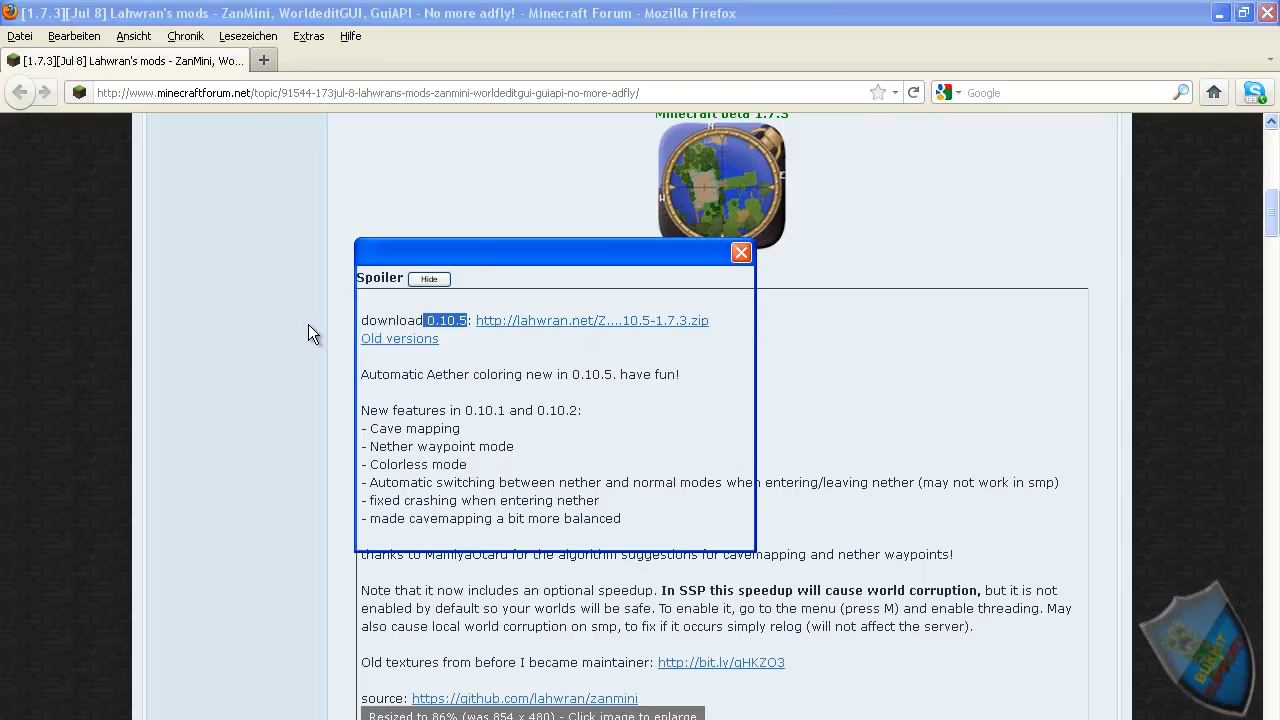 [1.7.3][Jul 8] Lahwran's mods - ZanMini, WorldeditGUI, GuiAPI - No more adfly! - Minecraft Forum - Mozilla Firefox
Datei Bearbeiten Ansicht Chronik Lesezeichen Extras Hilfe
[1.7.3][Jul 8] Lahwran's mods - ZanMini, Wo...
http://www.minecraftforum.net/topic/91544-173jul-8-lahwrans-mods-zanmini-worldeditgui-guiapi-no-more-adfly/
Google
Minecraft beta 1.7.3
N
E
W
Spoiler Hide
download 0.10.5: http://lahwran.net/Z....10.5-1.7.3.zip
Old versions
Automatic Aether coloring new in 0.10.5. have fun!
New features in 0.10.1 and 0.10.2:
- Cave mapping
- Nether waypoint mode
- Colorless mode
- Automatic switching between nether and normal modes when entering/leaving nether (may not work in smp)
- fixed crashing when entering nether
- made cavemapping a bit more balanced
thanks to MamiyaOtaru for the algorithm suggestions for cavemapping and nether waypoints!
Note that it now includes an optional speedup. In SSP this speedup will cause world corruption, but it is not
enabled by default so your worlds will be safe. To enable it, go to the menu (press M) and enable threading. May
also cause local world corruption on smp, to fix if it occurs simply relog (will not affect the server).
Old textures from before I became maintainer: http://bit.ly/qHKZO3
source: https://github.com/lahwran/zanmini
Resized to 86% (was 854 x 480) - Click image to enlarge
BUKKIT
SUPPORT